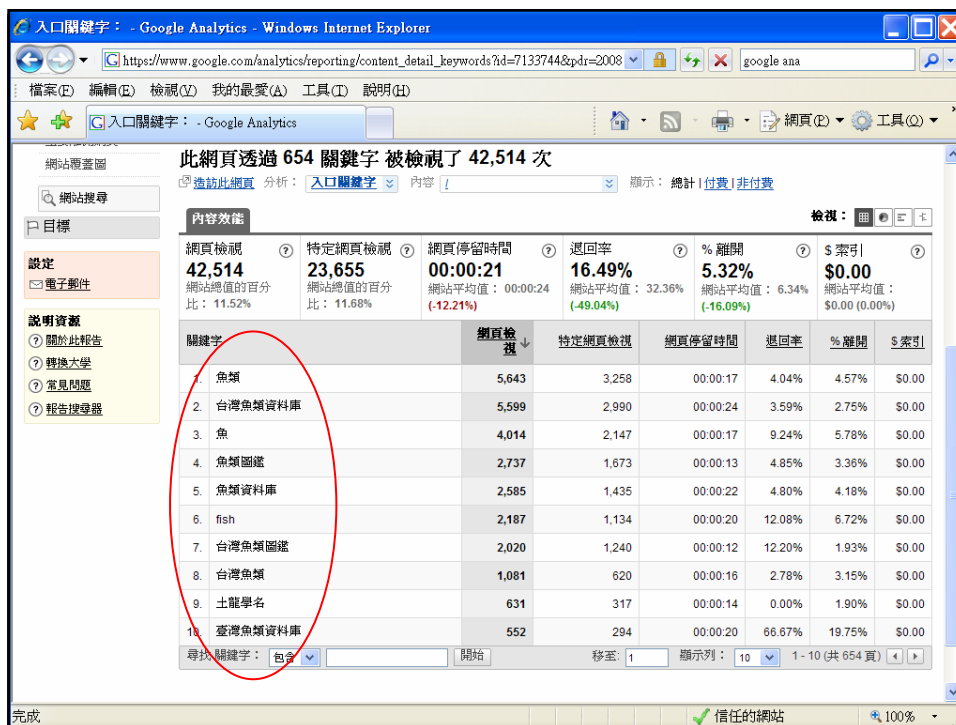 入口關鍵字： - Google Analytics - Windows Internet Explorer
https://www.google.com/analytics/reporting/content_detail_keywords?id=7133744&pdr=2008
google ana
檔案(F) 編輯(E) 檢視(V) 我的最愛(A) 工具(T) 說明(H)
入口關鍵字： - Google Analytics
網頁(P) 工具(O)
網站覆蓋圖
網站搜尋
目標
設定
電子郵件
說明資源
關於此報告
轉換大學
常見問題
報告搜尋器
此網頁透過 654 關鍵字 被檢視了 42,514 次
造訪此網頁 分析： 入口關鍵字 內容 / 顯示： 總計 | 付費 | 非付費
內容效能 檢視：
網頁檢視 ? 特定網頁檢視 ? 網頁停留時間 ? 退回率 ? % 離開 ? $ 索引 ?
42,514 23,655 00:00:21 16.49% 5.32% $0.00
網站總值的百分 網站總值的百分 網站平均值： 00:00:24 網站平均值： 32.36% 網站平均值： 6.34% 網站平均值：
比： 11.52% 比： 11.68% (-12.21%) (-49.04%) (-16.09%) $0.00 (0.00%)
關鍵字 網頁檢視 特定網頁檢視 網頁停留時間 退回率 % 離開 $ 索引
1. 魚類 5,643 3,258 00:00:17 4.04% 4.57% $0.00
2. 台灣魚類資料庫 5,599 2,990 00:00:24 3.59% 2.75% $0.00
3. 魚 4,014 2,147 00:00:17 9.24% 5.78% $0.00
4. 魚類圖鑑 2,737 1,673 00:00:13 4.85% 3.36% $0.00
5. 魚類資料庫 2,585 1,435 00:00:22 4.80% 4.18% $0.00
6. fish 2,187 1,134 00:00:20 12.08% 6.72% $0.00
7. 台灣魚類圖鑑 2,020 1,240 00:00:12 12.20% 1.93% $0.00
8. 台灣魚類 1,081 620 00:00:16 2.78% 3.15% $0.00
9. 土龍學名 631 317 00:00:14 0.00% 1.90% $0.00
10. 臺灣魚類資料庫 552 294 00:00:20 66.67% 19.75% $0.00
尋找 關鍵字： 包含 開始 移至: 1 顯示列： 10 1 - 10 (共 654 頁)
完成 信任的網站 100%